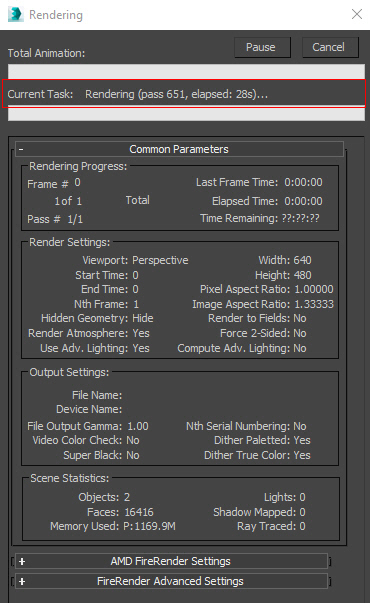 Rendering
Total Animation: Pause Cancel
Current Task: Rendering (pass 651, elapsed: 28s)...
- Common Parameters
Rendering Progress:
Frame # 0 Last Frame Time: 0:00:00
1 of 1 Total Elapsed Time: 0:00:00
Pass # 1/1 Time Remaining: ??:??:??
Render Settings:
Viewport: Perspective Width: 640
Start Time: 0 Height: 480
End Time: 0 Pixel Aspect Ratio: 1.00000
Nth Frame: 1 Image Aspect Ratio: 1.33333
Hidden Geometry: Hide Render to Fields: No
Render Atmosphere: Yes Force 2-Sided: No
Use Adv. Lighting: Yes Compute Adv. Lighting: No
Output Settings:
File Name:
Device Name:
File Output Gamma: 1.00 Nth Serial Numbering: No
Video Color Check: No Dither Paletted: Yes
Super Black: No Dither True Color: Yes
Scene Statistics:
Objects: 2 Lights: 0
Faces: 16416 Shadow Mapped: 0
Memory Used: P:1169.9M Ray Traced: 0
+ AMD FireRender Settings
+ FireRender Advanced Settings